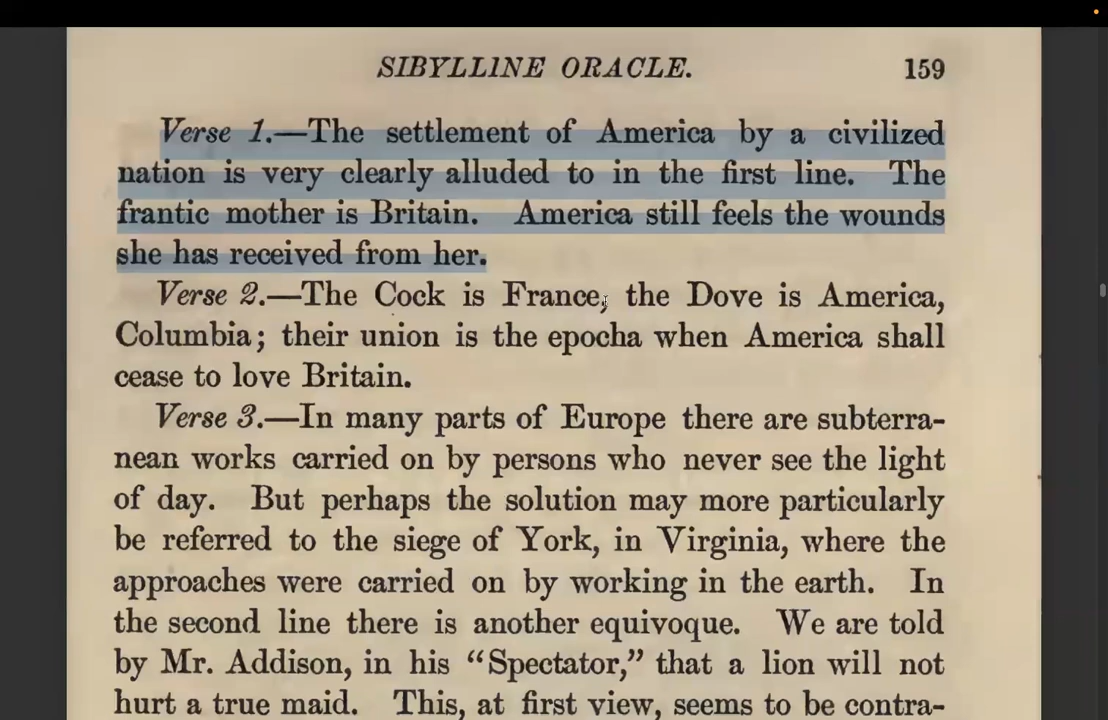 SIBYLLINE ORACLE. 159
Verse 1.—The settlement of America by a civilized
nation is very clearly alluded to in the first line. The
frantic mother is Britain. America still feels the wounds
she has received from her.
Verse 2.—The Cock is France, the Dove is America,
Columbia; their union is the epocha when America shall
cease to love Britain.
Verse 3.—In many parts of Europe there are subterra-
nean works carried on by persons who never see the light
of day. But perhaps the solution may more particularly
be referred to the siege of York, in Virginia, where the
approaches were carried on by working in the earth. In
the second line there is another equivoque. We are told
by Mr. Addison, in his “Spectator,” that a lion will not
hurt a true maid. This, at first view, seems to be contra-